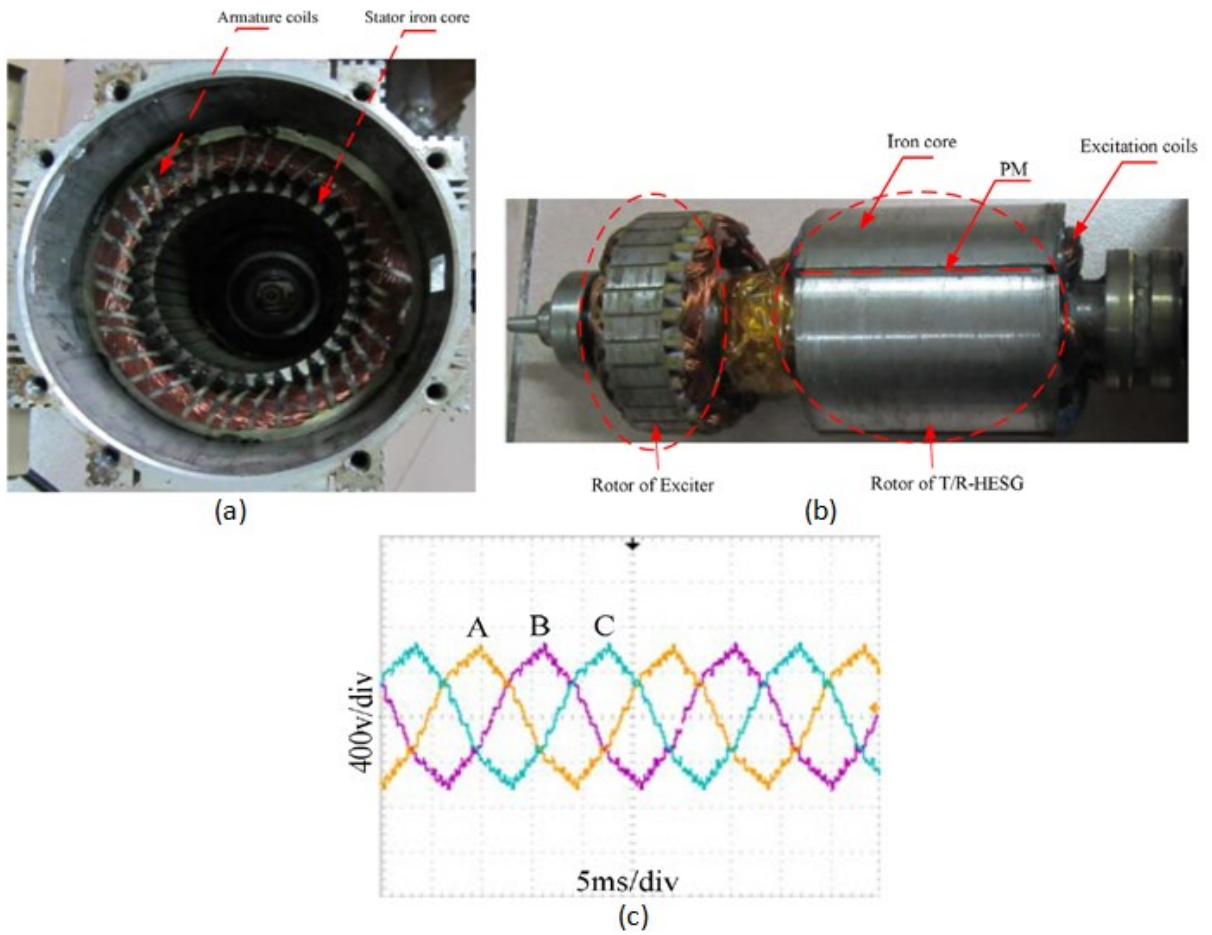 Armature coils
Stator iron core
(a)
Iron core
PM
Excitation coils
Rotor of Exciter
Rotor of T/R-HESG
(b)
A
B
C
400v/div
5ms/div
(c)